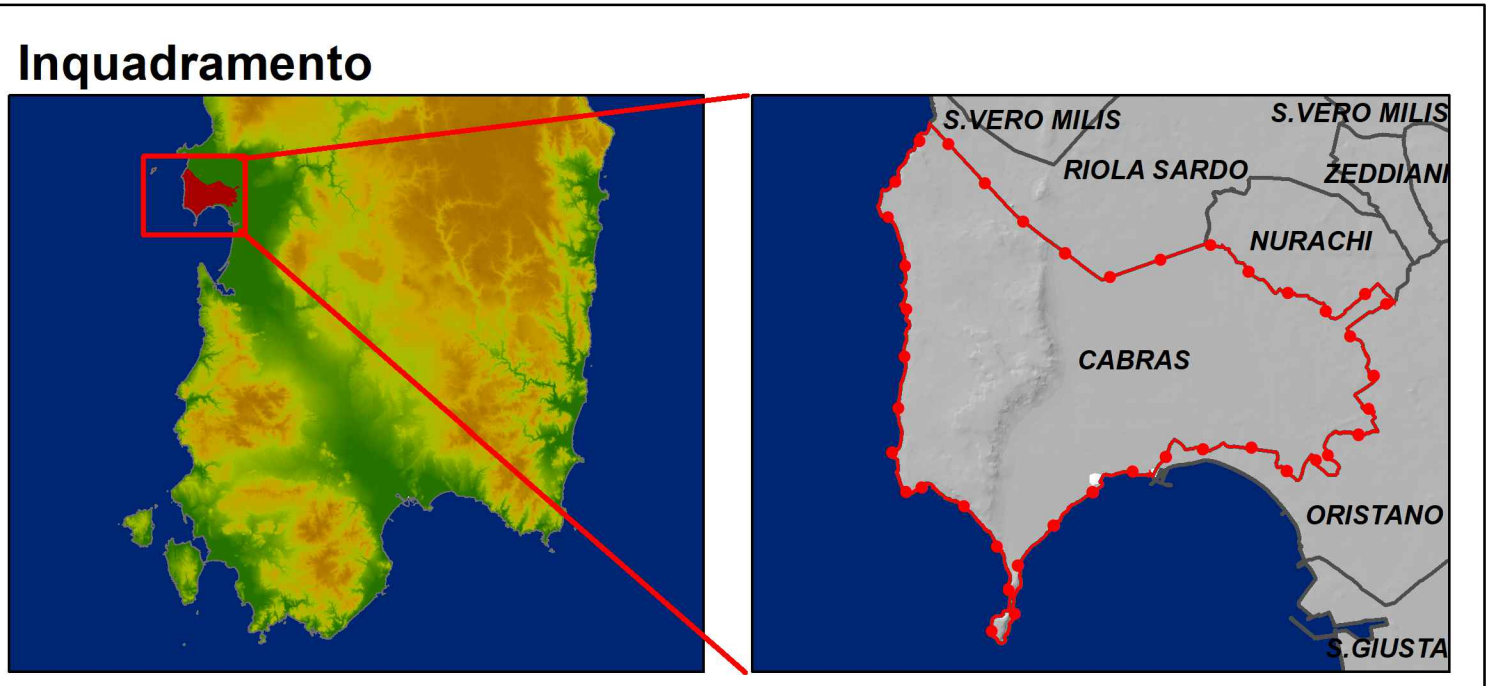 Inquadramento
S.VERO MILIS
S.VERO MILIS
RIOLA SARDO
ZEDDIANI
NURACHI
CABRAS
ORISTANO
S.GIUSTA